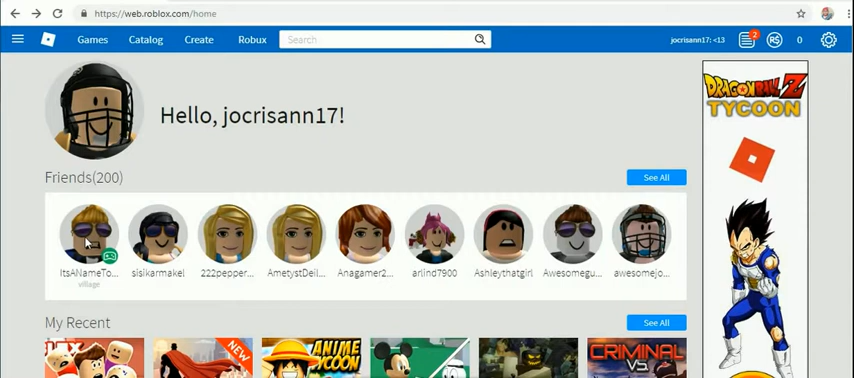 https://web.roblox.com/home
Games Catalog Create Robux Search jocrisann17: <13 2 R$ 0
Hello, jocrisann17!
Friends(200) See All
ItsANameTo... sisikarmakel 222pepper... AmetystDeil... Anagamer2... arlind7900 Ashleythatgirl Awesomegu... awesomejo...
village
My Recent See All
NEW
ANIME
TYCOON
CRIMINAL
VS.
DRAGON BALL Z
TYCOON